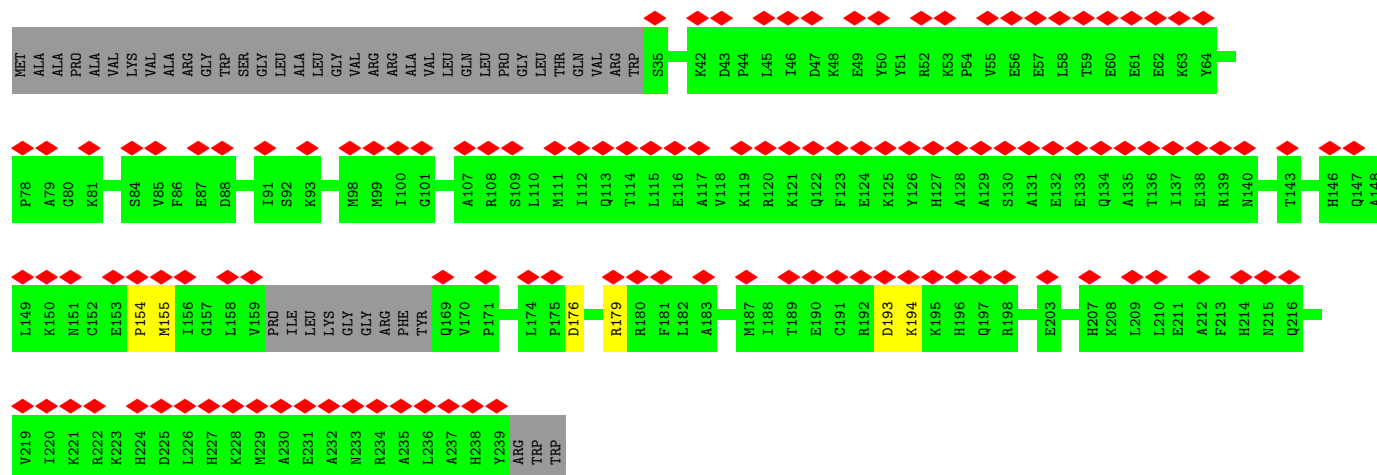 MET ALA ALA PRO ALA VAL LYS VAL ALA ARG GLY TRP SER GLY LEU ALA LEU GLY VAL ARG ARG ALA VAL LEU GLN LEU PRO GLY LEU THR GLN VAL ARG TRP S35 K42 D43 P44 L45 I46 D47 K48 E49 Y50 Y51 R52 K53 P54 V55 E56 E57 L58 T59 E60 E61 E62 K63 Y64
P78 A79 G80 K81 S84 V85 F86 E87 D88 I91 S92 K93 M98 M99 I100 G101 A107 R108 S109 L110 M111 I112 Q113 T114 L115 E116 A117 V118 K119 R120 K121 Q122 F123 E124 K125 Y126 H127 A128 A129 S130 A131 E132 E133 Q134 A135 T136 I137 E138 R139 N140 T143 H146 Q147 A148
L149 K150 N151 C152 E153 P154 M155 I156 G157 L158 V159 PRO ILE LEU LYS GLY GLY ARG PHE TYR Q169 V170 P171 L174 P175 D176 R179 R180 F181 L182 A183 M187 I188 T189 E190 C191 R192 D193 K194 K195 H196 Q197 R198 E203 H207 K208 L209 L210 E211 A212 F213 H214 N215 Q216
V219 I220 K221 R222 K223 H224 D225 L226 H227 K228 M229 A230 E231 A232 N233 R234 A235 L236 A237 H238 Y239 ARG TRP TRP